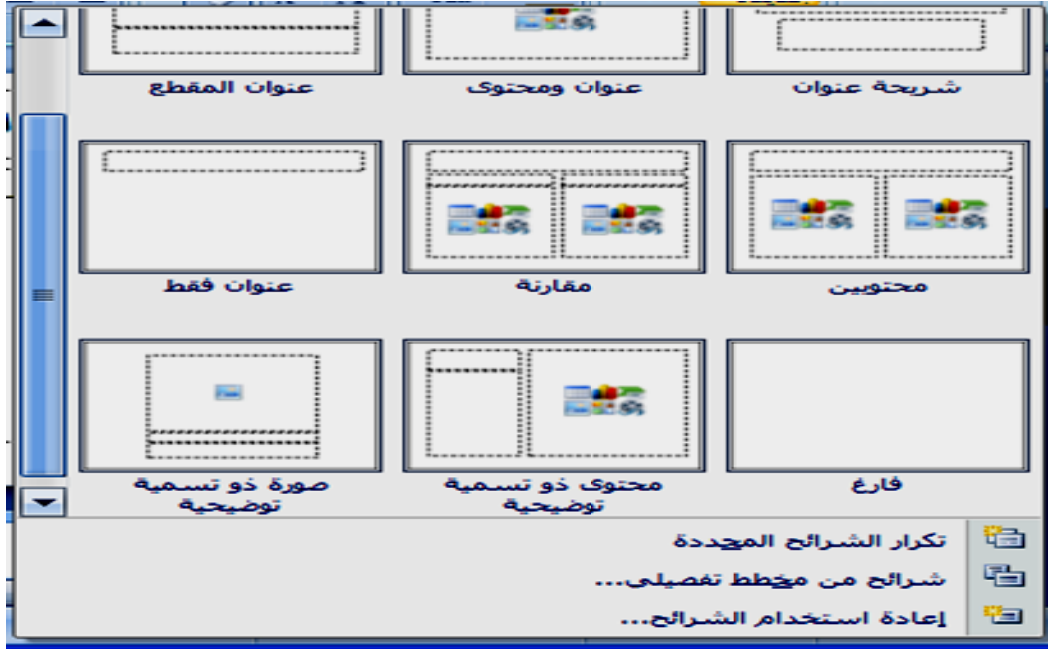 شريحة عنوان
عنوان ومحتوى
عنوان المقطع
محتويين
مقارنة
عنوان فقط
فارغ
محتوى ذو تسمية
توضيحية
صورة ذو تسمية
توضيحية
تكرار الشرائح المحددة
شرائح من مخطط تفصيلي...
إعادة استخدام الشرائح...